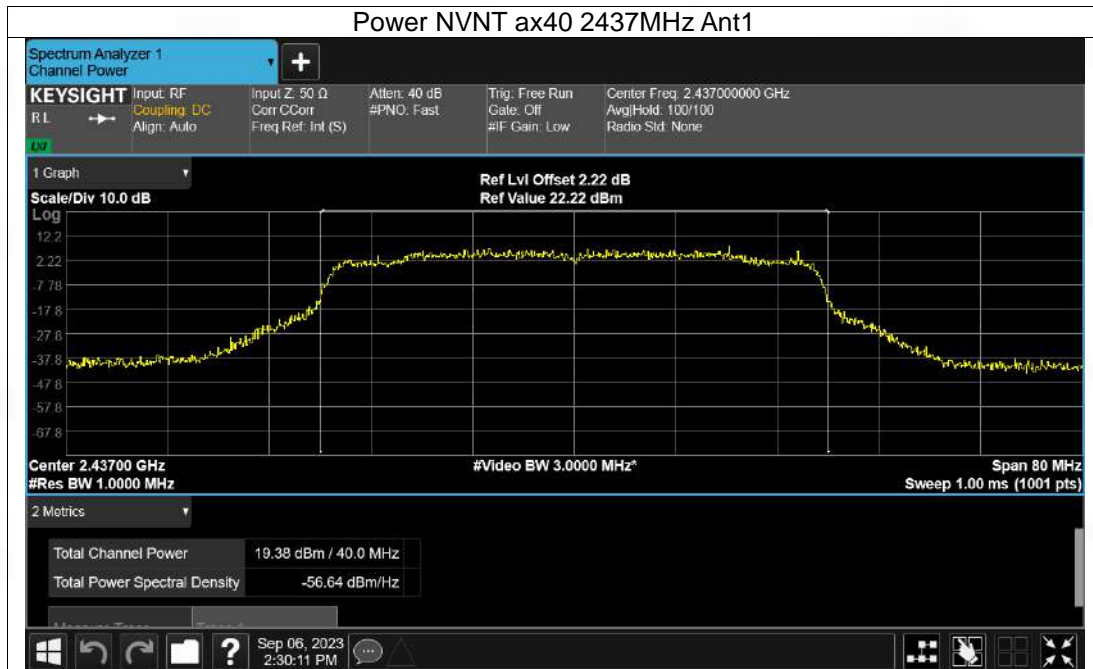 Power NVNT ax40 2437MHz Ant1
Spectrum Analyzer 1
Channel Power
KEYSIGHT
Input: RF
Coupling: DC
Align: Auto
Input Z: 50 Ω
Corr CCorr
Freq Ref: Int (S)
Atten: 40 dB
#PNO: Fast
Trig: Free Run
Gate: Off
#IF Gain: Low
Center Freq: 2.437000000 GHz
Avg|Hold: 100/100
Radio Std: None
R L
LXI
1 Graph
Ref Lvl Offset 2.22 dB
Scale/Div 10.0 dB
Ref Value 22.22 dBm
Log
12.2
2.22
-7.78
-17.8
-27.8
-37.8
-47.8
-57.8
-67.8
Center 2.43700 GHz
#Video BW 3.0000 MHz*
Span 80 MHz
#Res BW 1.0000 MHz
Sweep 1.00 ms (1001 pts)
2 Metrics
Total Channel Power 19.38 dBm / 40.0 MHz
Total Power Spectral Density -56.64 dBm/Hz
?
Sep 06, 2023
2:30:11 PM